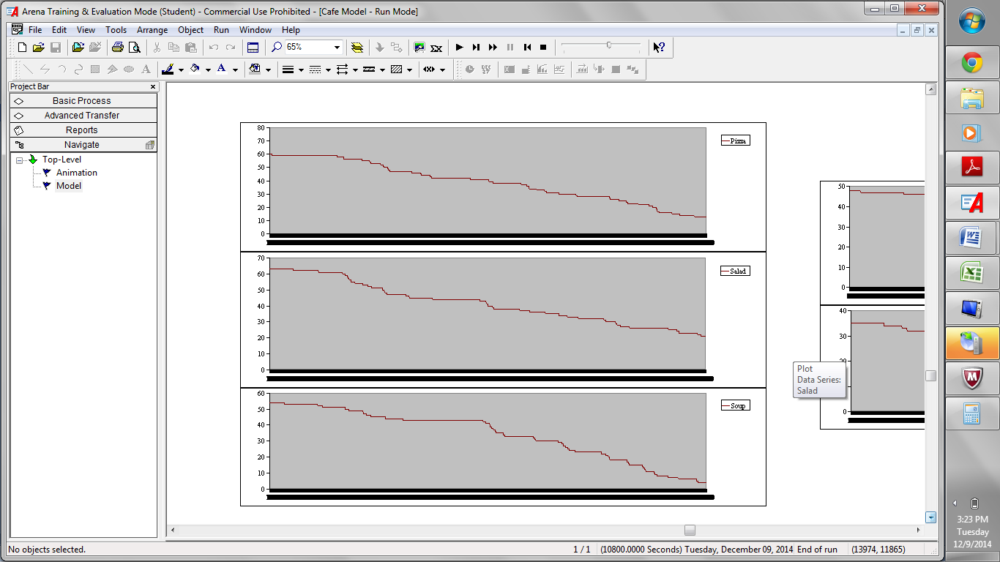 Arena Training & Evaluation Mode (Student) - Commercial Use Prohibited - [Cafe Model - Run Mode]
File Edit View Tools Arrange Object Run Window Help
65%
Project Bar
Basic Process
Advanced Transfer
Reports
Navigate
Top-Level
Animation
Model
80
70
60
50
40
30
20
10
0
Pizza
70
60
50
40
30
20
10
0
Salad
60
50
40
30
20
10
0
Soup
50
40
30
20
10
0
40
30
20
0
Plot
Data Series:
Salad
3:23 PM
Tuesday
12/9/2014
No objects selected.
1 / 1
(10800.0000 Seconds) Tuesday, December 09, 2014
End of run
(13974, 11865)